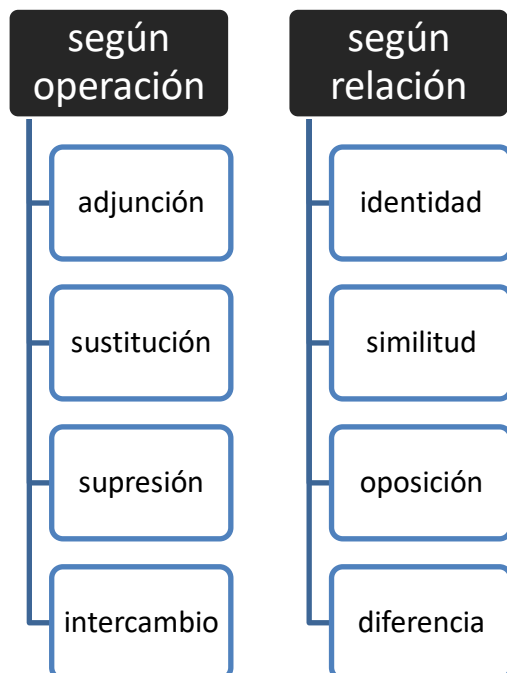 según
operación
adjunción
sustitución
supresión
intercambio
según
relación
identidad
similitud
oposición
diferencia